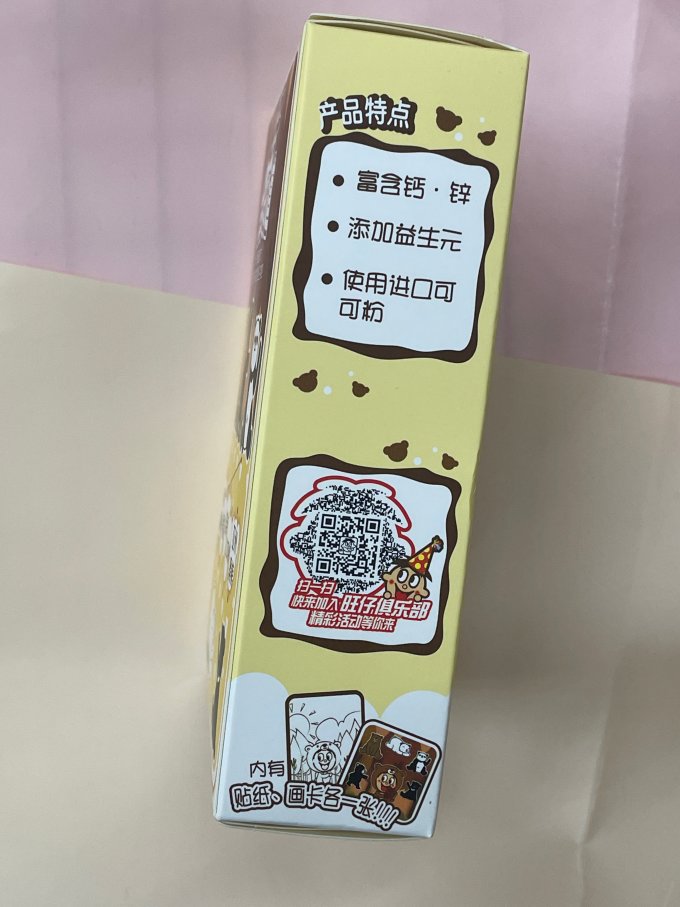 产品特点
富含钙·锌
添加益生元
使用进口可
可粉
扫一扫
快来加入旺仔俱乐部
精彩活动等你来
内有
贴纸、画卡各一张!!!